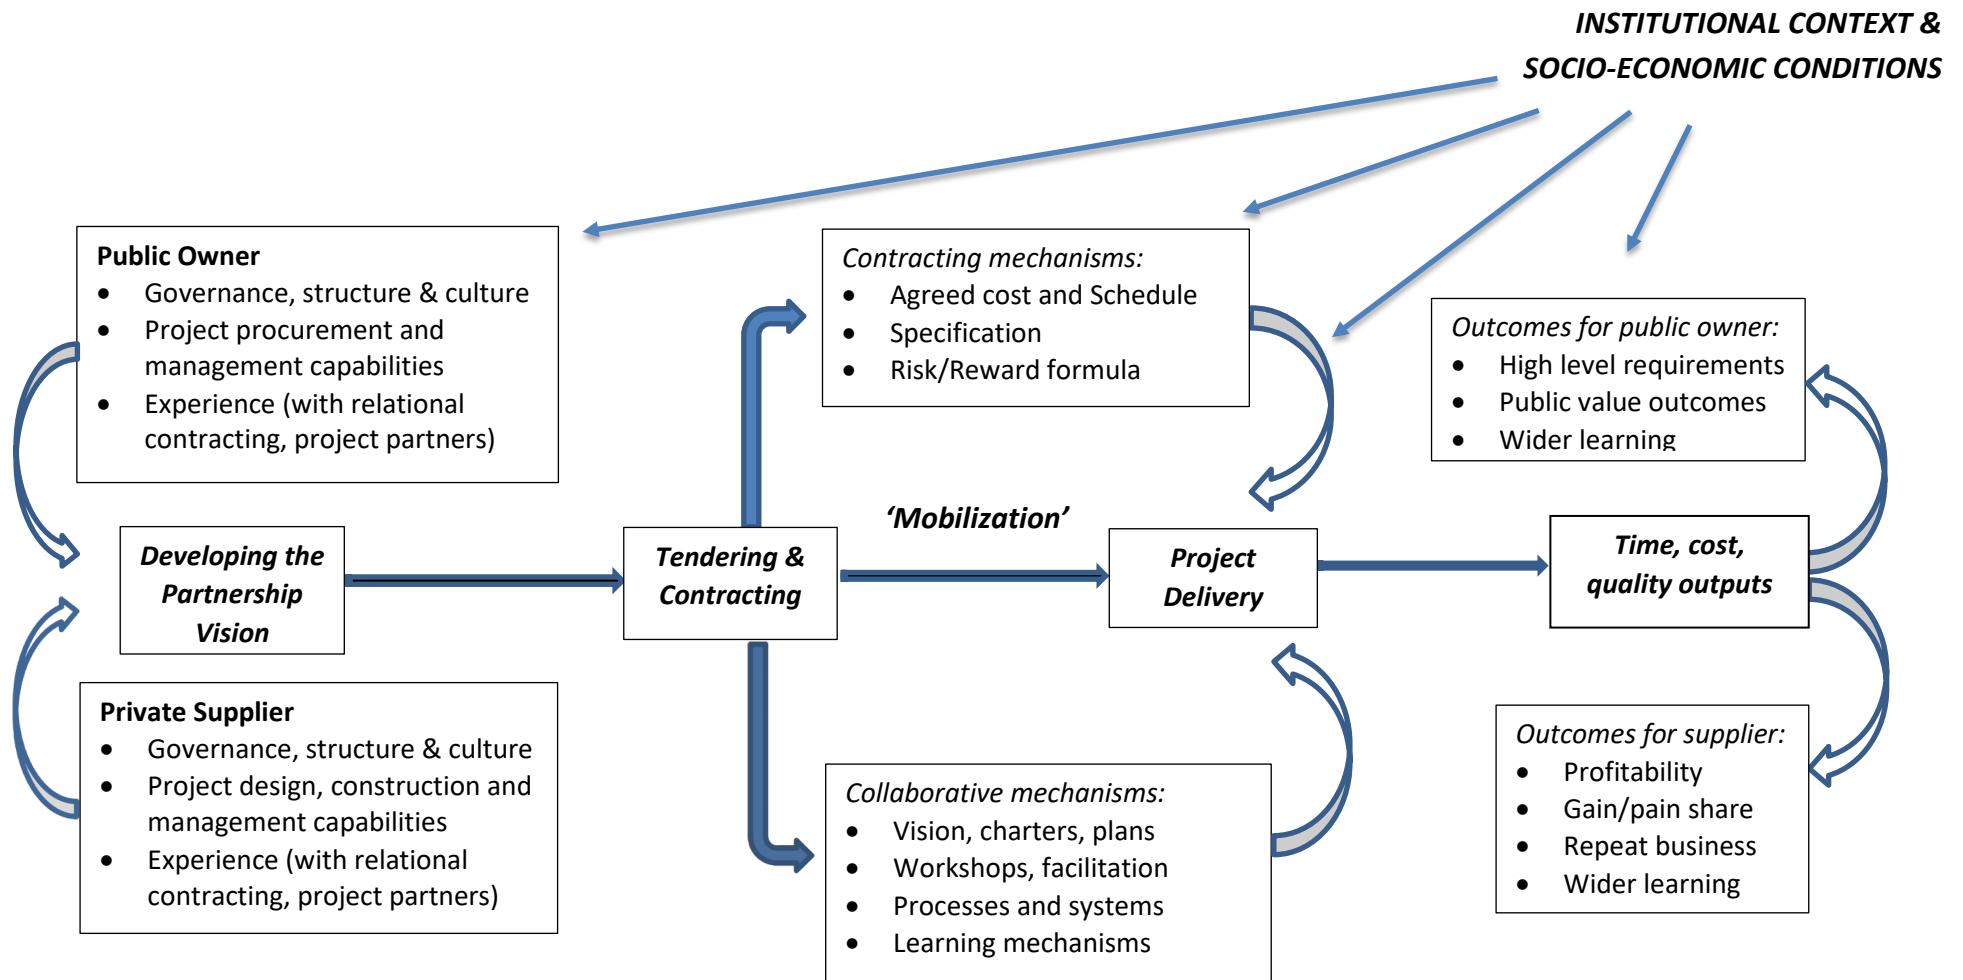 INSTITUTIONAL CONTEXT &
SOCIO-ECONOMIC CONDITIONS
Public Owner
• Governance, structure & culture
• Project procurement and
management capabilities
• Experience (with relational
contracting, project partners)
Contracting mechanisms:
• Agreed cost and Schedule
• Specification
• Risk/Reward formula
Outcomes for public owner:
• High level requirements
• Public value outcomes
• Wider learning
Developing the
Partnership
Vision
Tendering &
Contracting
‘Mobilization’
Project
Delivery
Time, cost,
quality outputs
Private Supplier
• Governance, structure & culture
• Project design, construction and
management capabilities
• Experience (with relational
contracting, project partners)
Collaborative mechanisms:
• Vision, charters, plans
• Workshops, facilitation
• Processes and systems
• Learning mechanisms
Outcomes for supplier:
• Profitability
• Gain/pain share
• Repeat business
• Wider learning